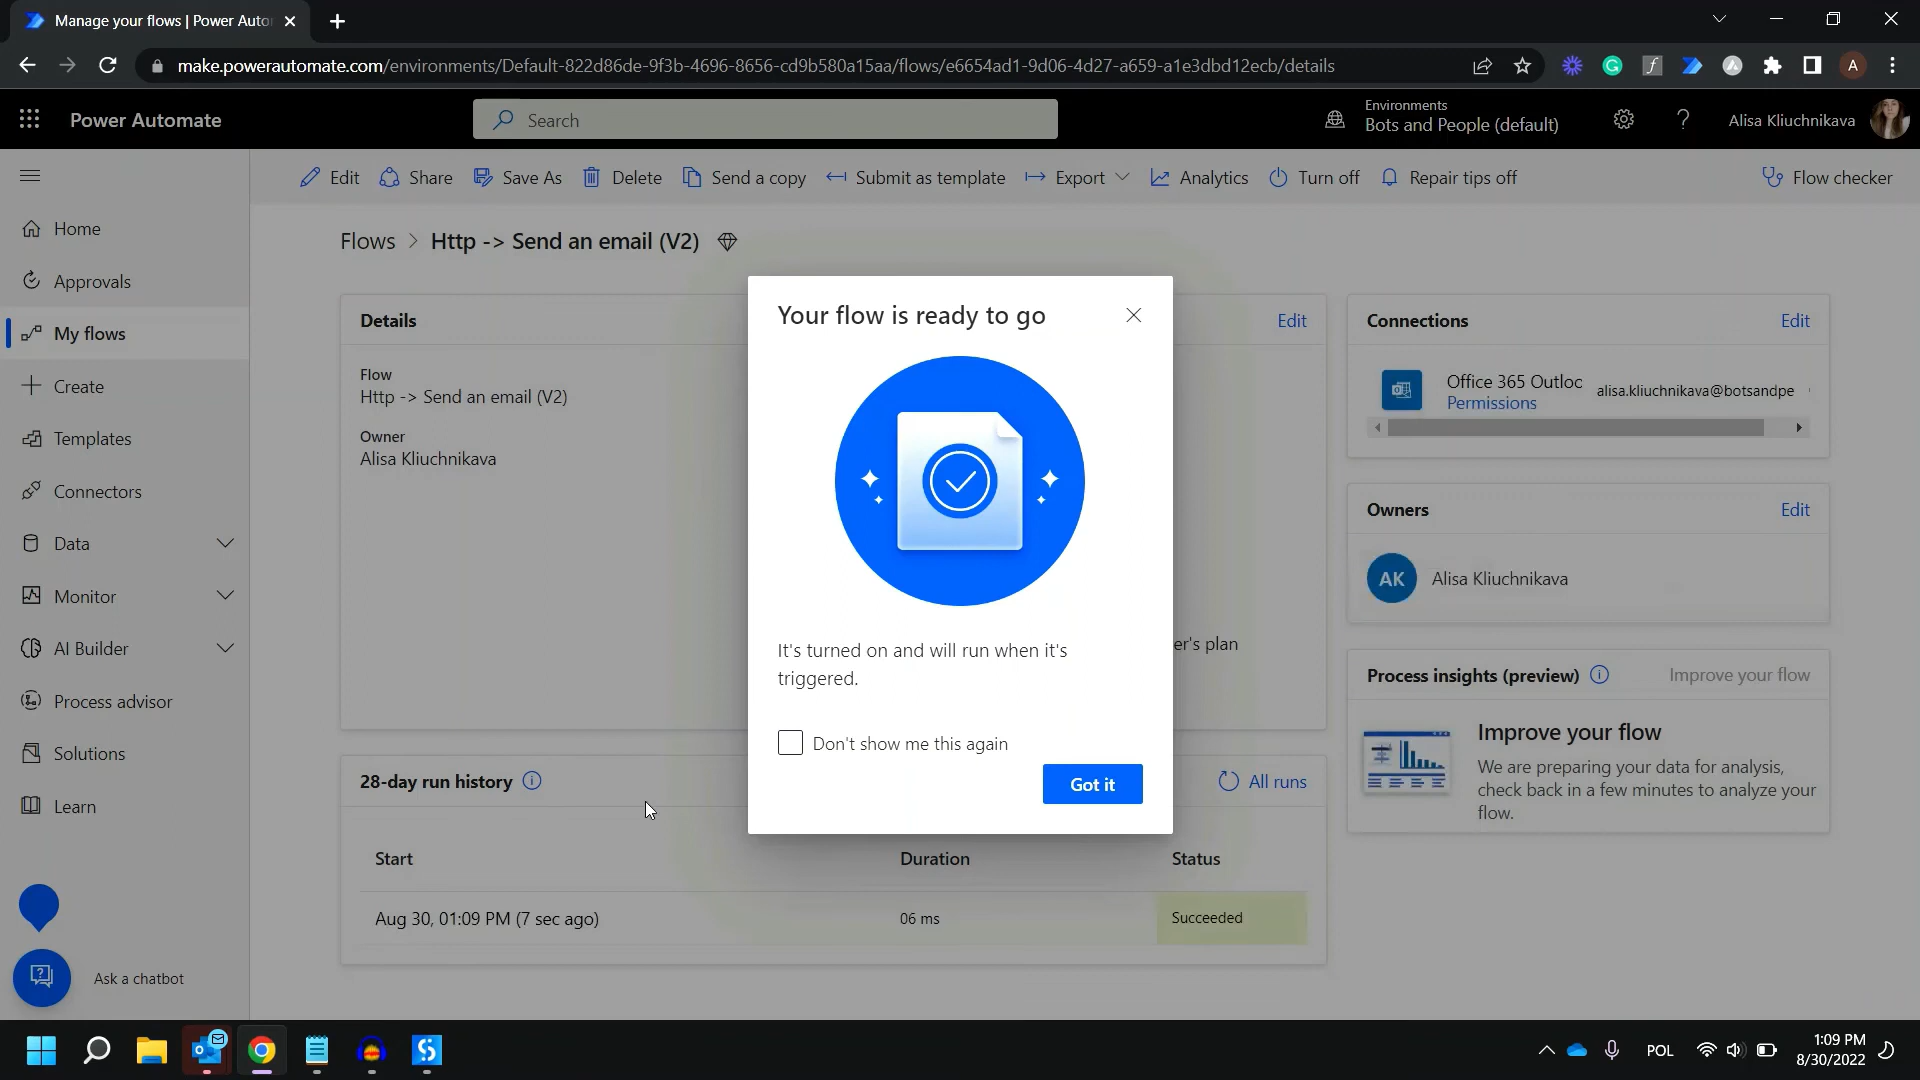 Manage your flows | Power Auto
make.powerautomate.com/environments/Default-822d86de-9f3b-4696-8656-cd9b580a15aa/flows/e6654ad1-9d06-4d27-a659-a1e3dbd12ecb/details
A
Power Automate
Search
Environments
Bots and People (default)
?
Alisa Kliuchnikava
Edit
Share
Save As
Delete
Send a copy
Submit as template
Export
Analytics
Turn off
Repair tips off
Flow checker
Home
Approvals
My flows
Create
Templates
Connectors
Data
Monitor
AI Builder
Process advisor
Solutions
Learn
Ask a chatbot
Flows > Http -> Send an email (V2)
Details
Edit
Flow
Http -> Send an email (V2)
Owner
Alisa Kliuchnikava
er's plan
Your flow is ready to go
It's turned on and will run when it's
triggered.
Don't show me this again
Got it
28-day run history
All runs
Start
Duration
Status
Aug 30, 01:09 PM (7 sec ago)
06 ms
Succeeded
Connections
Edit
Office 365 Outloc
alisa.kliuchnikava@botsandpe
Permissions
Owners
Edit
AK
Alisa Kliuchnikava
Process insights (preview)
Improve your flow
Improve your flow
We are preparing your data for analysis,
check back in a few minutes to analyze your
flow.
POL
1:09 PM
8/30/2022